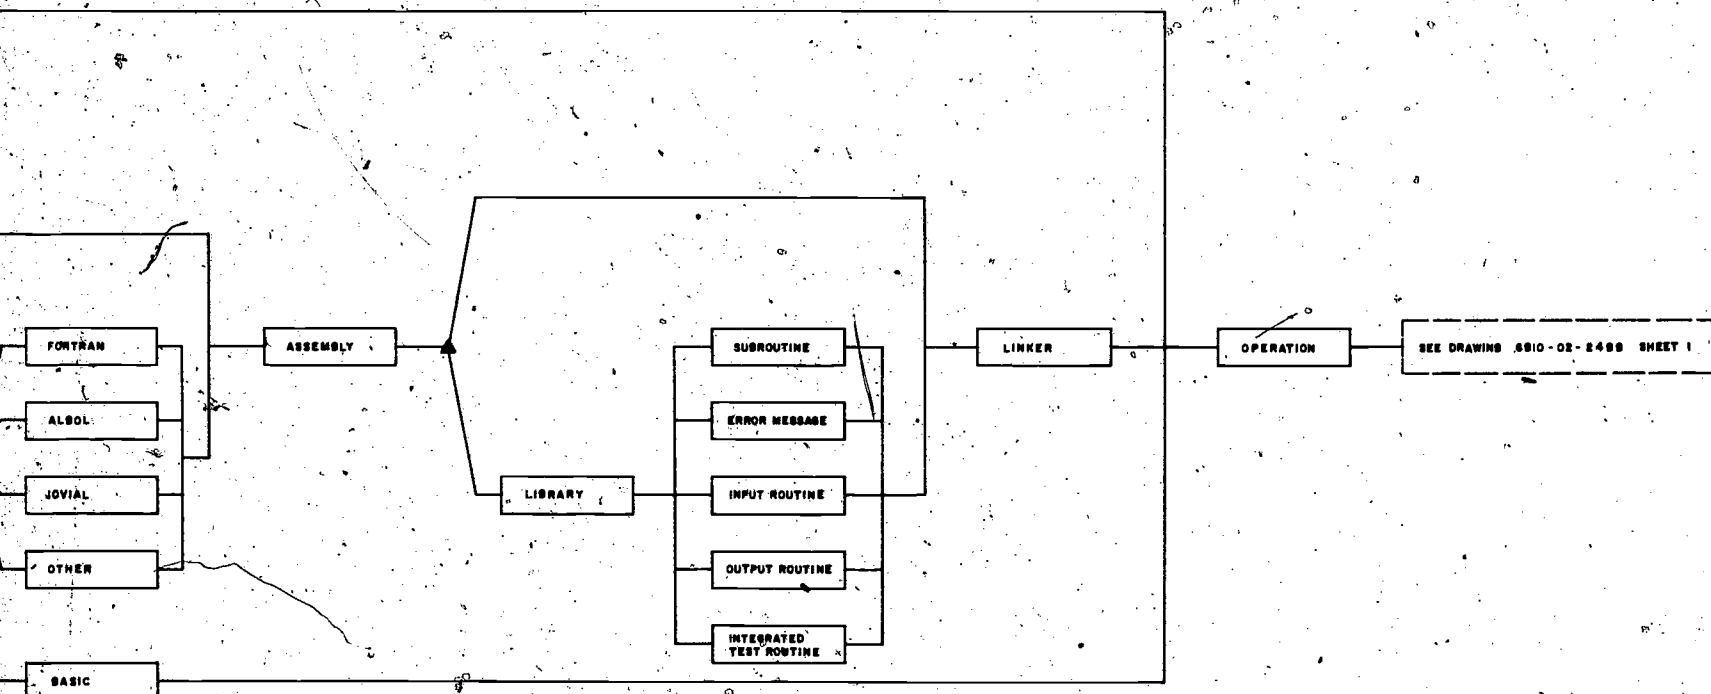 FORTRAN
ASSEMBLY
SUBROUTINE
LINKER
OPERATION
SEE DRAWING 6910-02-2499 SHEET 1
ALGOL
ERROR MESSAGE
JOVIAL
LIBRARY
INPUT ROUTINE
OTHER
OUTPUT ROUTINE
INTEGRATED
TEST ROUTINE
BASIC